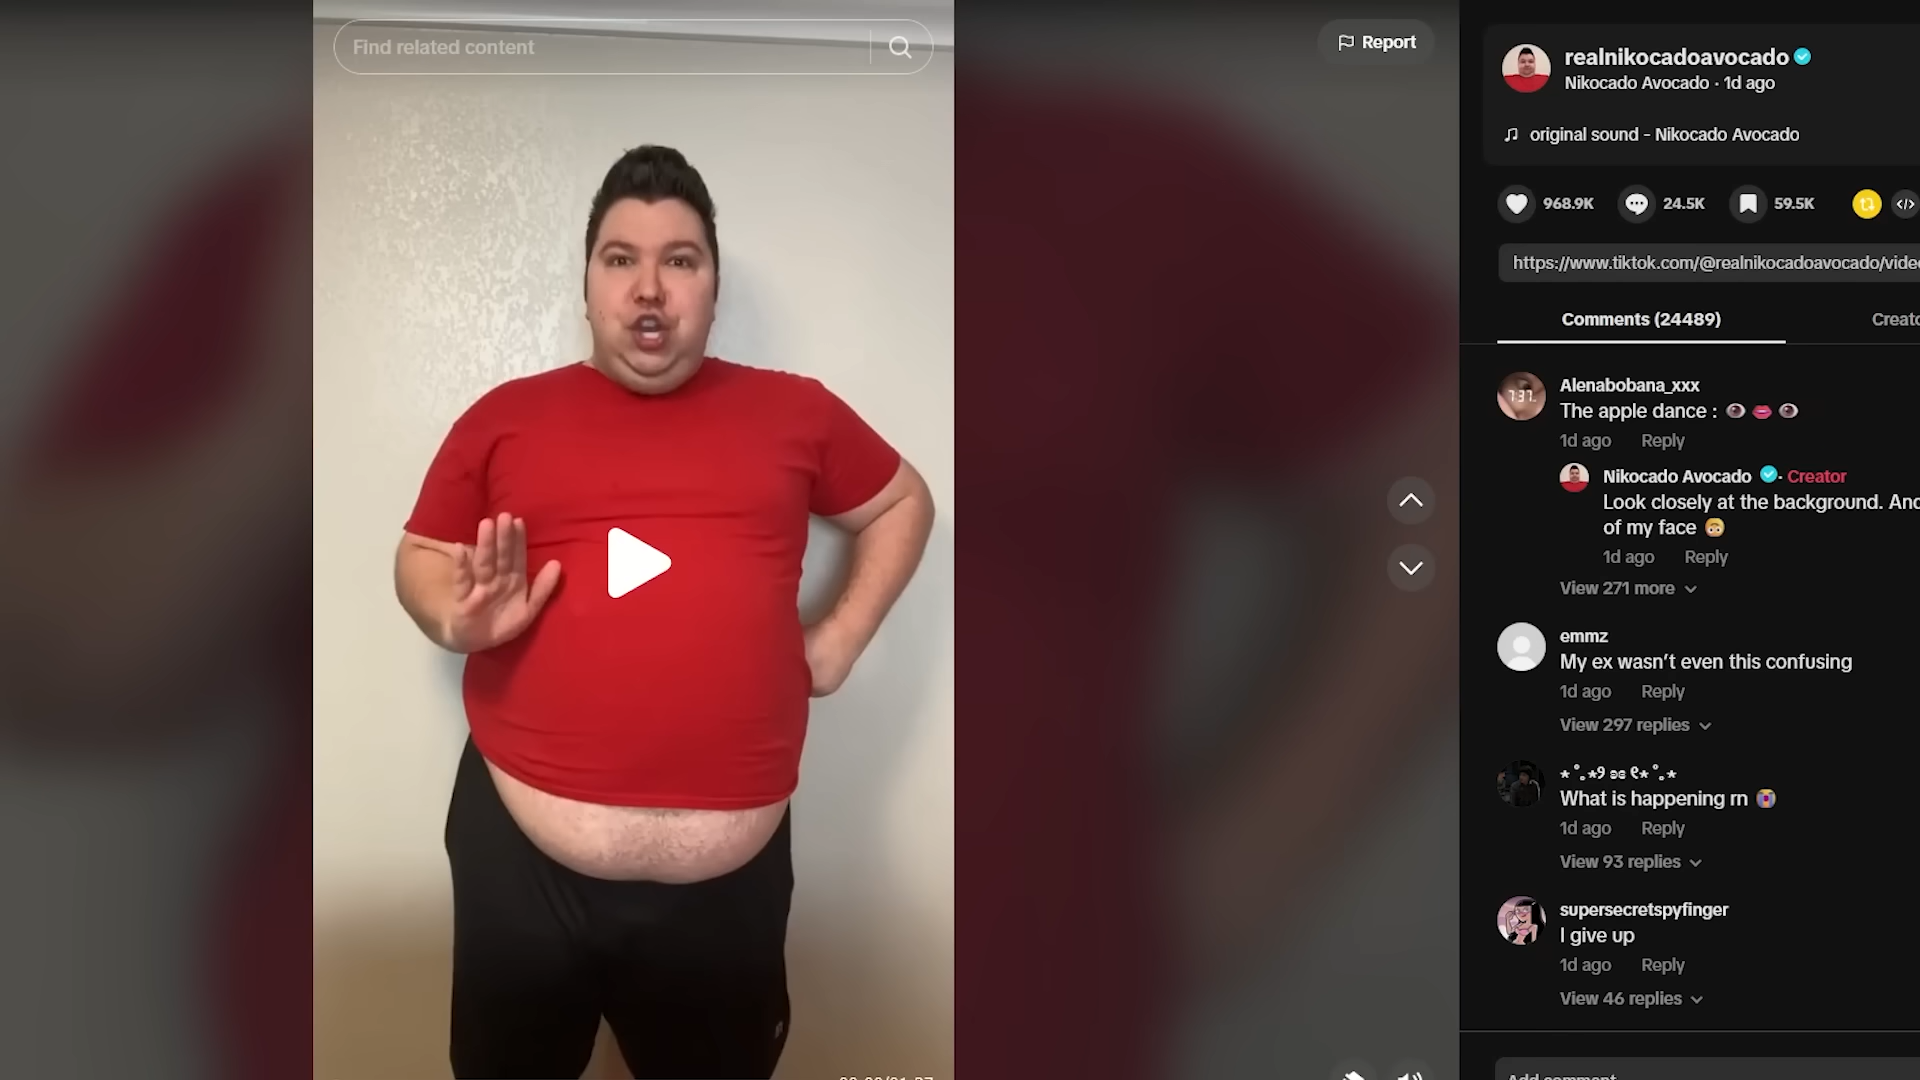 Find related content
Report
realnikocadoavocado
Nikocado Avocado · 1d ago
original sound - Nikocado Avocado
968.9K
24.5K
59.5K
https://www.tiktok.com/@realnikocadoavocado/vide
Comments (24489)
Alenabobana_xxx
The apple dance : 👁️ 👄 👁️
1d ago Reply
Nikocado Avocado · Creator
Look closely at the background. And
of my face
1d ago Reply
View 271 more
emmz
My ex wasn’t even this confusing
1d ago Reply
View 297 replies
What is happening rn 😭
1d ago Reply
View 93 replies
supersecretspyfinger
I give up
1d ago Reply
View 46 replies
Add comment